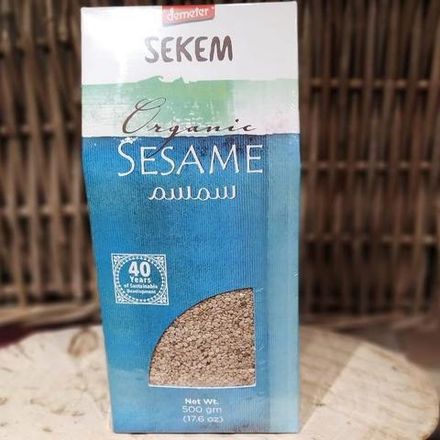 demeter
SEKEM
Organic
SESAME
سمسم
40
Years
of Sustainable
Development
Net Wt.
500 gm
(17.6 oz)